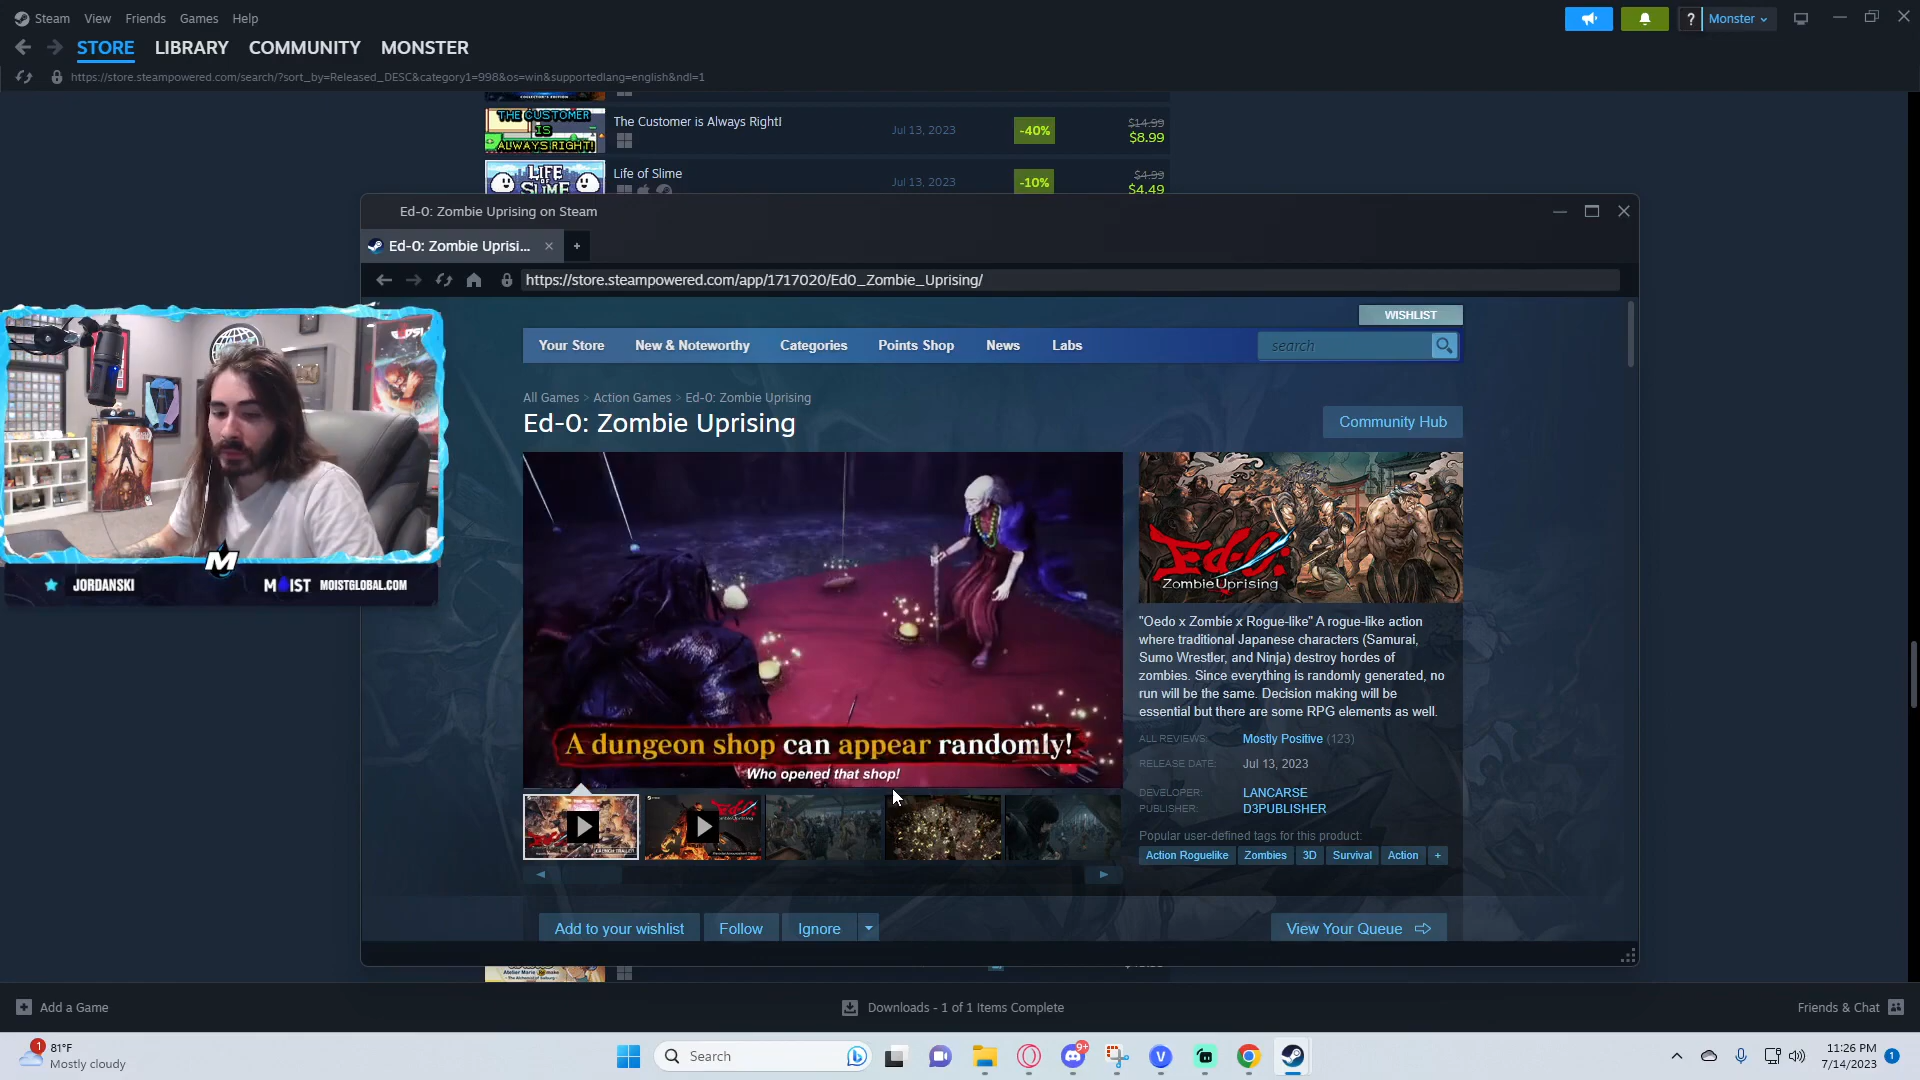 Steam View Friends Games Help
? Monster
STORE LIBRARY COMMUNITY MONSTER
https://store.steampowered.com/search/?sort_by=Released_DESC&category1=998&os=win&supportedlang=english&ndl=1
THE CUSTOMER IS ALWAYS RIGHT!
The Customer is Always Right!
Jul 13, 2023
-40%
$14.99
$8.99
LIFE OF SLIME
Life of Slime
Jul 13, 2023
-10%
$4.99
$4.49
Ed-0: Zombie Uprising on Steam
Ed-0: Zombie Uprisi...
https://store.steampowered.com/app/1717020/Ed0_Zombie_Uprising/
WISHLIST
Your Store New & Noteworthy Categories Points Shop News Labs search
All Games > Action Games > Ed-0: Zombie Uprising
Ed-0: Zombie Uprising
Community Hub
A dungeon shop can appear randomly!
Who opened that shop!
Ed-0:
Zombie Uprising
"Oedo x Zombie x Rogue-like" A rogue-like action
where traditional Japanese characters (Samurai,
Sumo Wrestler, and Ninja) destroy hordes of
zombies. Since everything is randomly generated, no
run will be the same. Decision making will be
essential but there are some RPG elements as well.
ALL REVIEWS: Mostly Positive (123)
RELEASE DATE: Jul 13, 2023
DEVELOPER: LANCARSE
PUBLISHER: D3PUBLISHER
Popular user-defined tags for this product:
Action Roguelike Zombies 3D Survival Action +
Add to your wishlist Follow Ignore
View Your Queue
M
JORDANSKI
MOIST MOISTGLOBAL.COM
Add a Game
Downloads - 1 of 1 Items Complete
Friends & Chat
1
81°F
Mostly cloudy
Search
9+
V
11:26 PM
7/14/2023
1